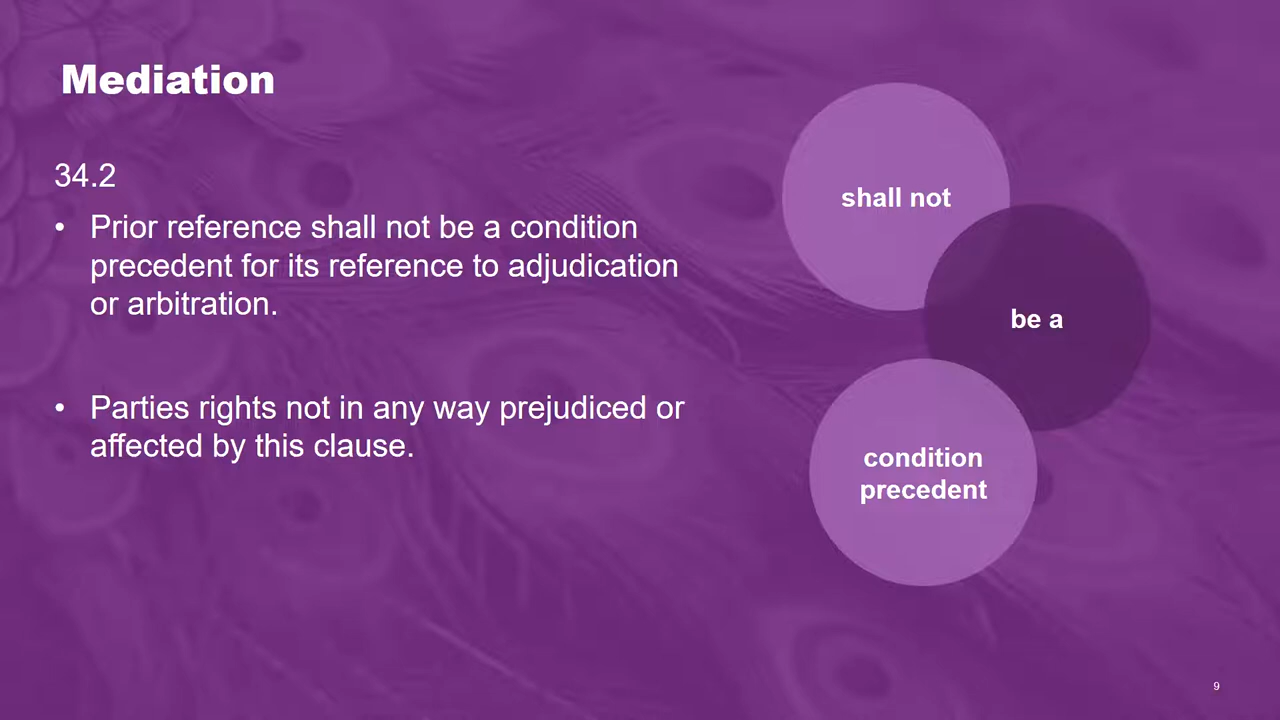 Mediation
34.2
• Prior reference shall not be a condition
precedent for its reference to adjudication
or arbitration.
• Parties rights not in any way prejudiced or
affected by this clause.
shall not
be a
condition
precedent
9